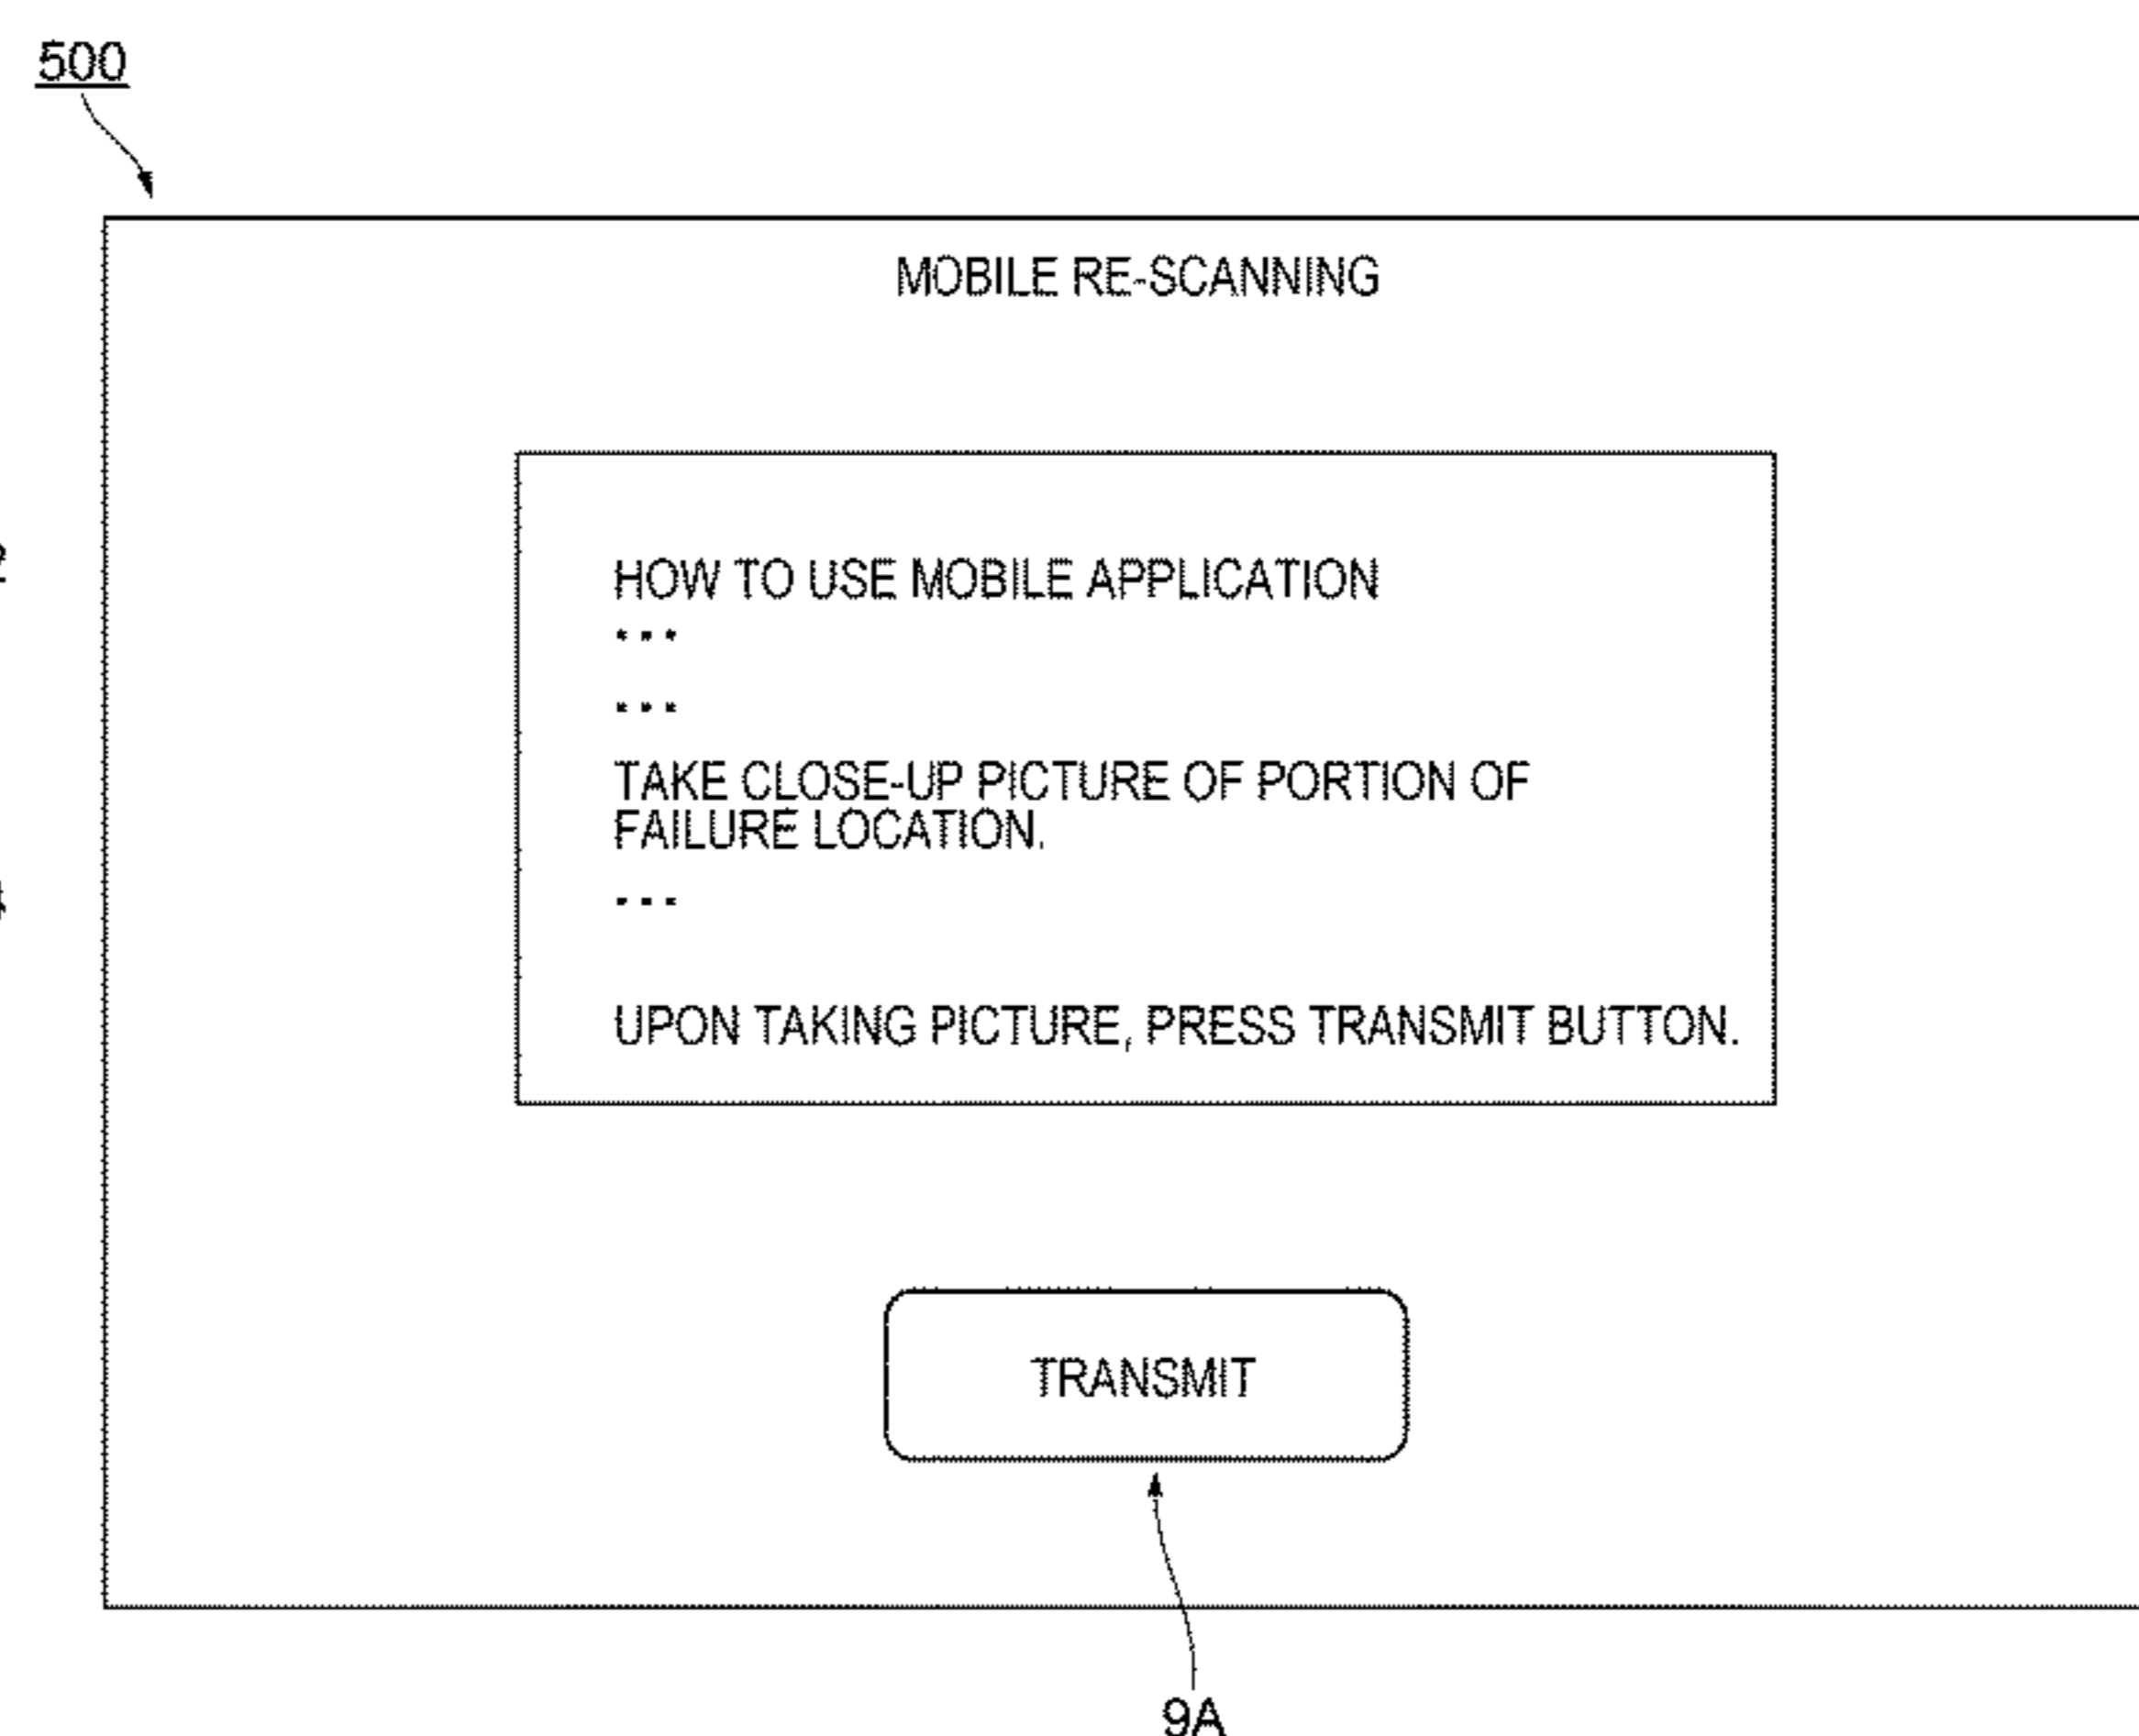 500
MOBILE RE-SCANNING
HOW TO USE MOBILE APPLICATION
...
...
TAKE CLOSE-UP PICTURE OF PORTION OF
FAILURE LOCATION.
...
UPON TAKING PICTURE, PRESS TRANSMIT BUTTON.
TRANSMIT
9A